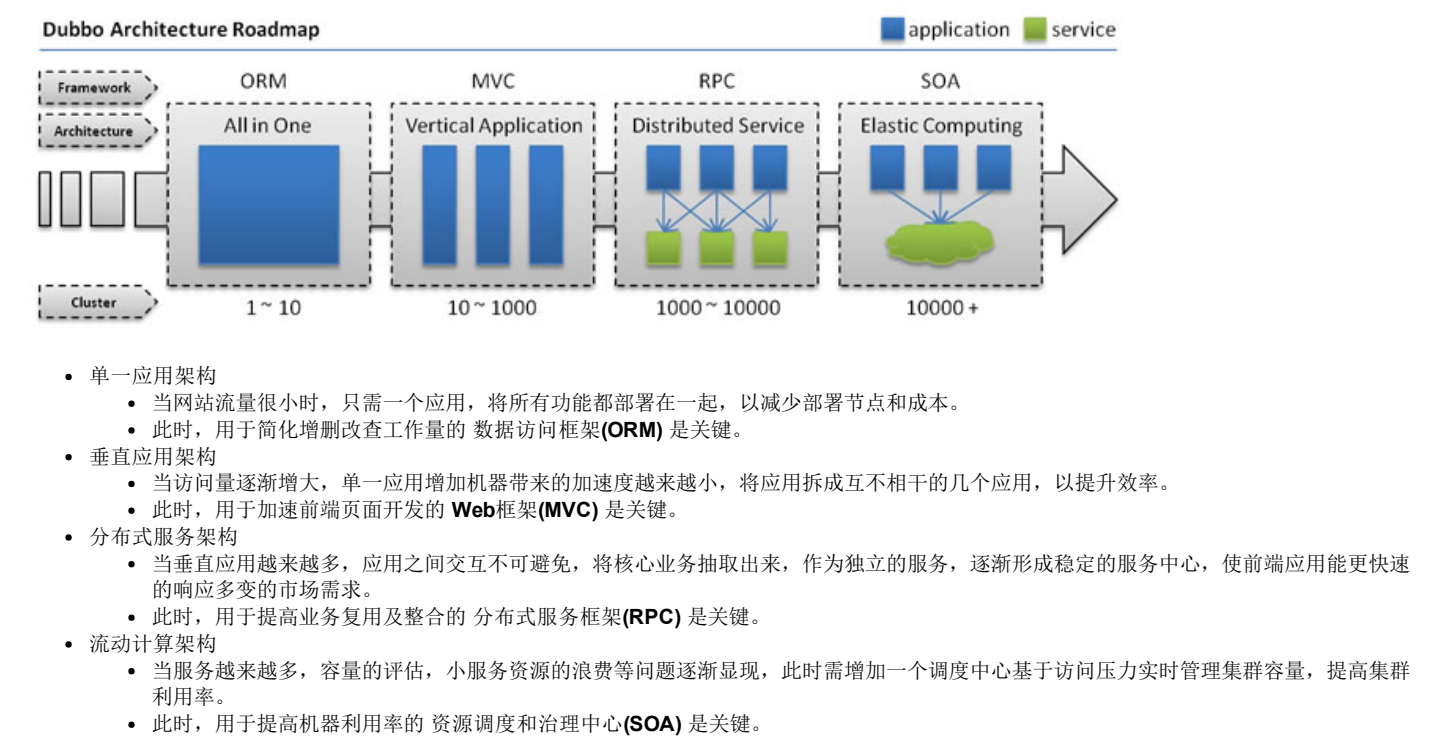 Dubbo Architecture Roadmap
application service
Framework ORM MVC RPC SOA
Architecture All in One Vertical Application Distributed Service Elastic Computing
Cluster 1 ~ 10 10 ~ 1000 1000 ~ 10000 10000 +
• 单一应用架构
• 当网站流量很小时，只需一个应用，将所有功能都部署在一起，以减少部署节点和成本。
• 此时，用于简化增删改查工作量的 数据访问框架(ORM) 是关键。
• 垂直应用架构
• 当访问量逐渐增大，单一应用增加机器带来的加速度越来越小，将应用拆成互不相干的几个应用，以提升效率。
• 此时，用于加速前端页面开发的 Web框架(MVC) 是关键。
• 分布式服务架构
• 当垂直应用越来越多，应用之间交互不可避免，将核心业务抽取出来，作为独立的服务，逐渐形成稳定的服务中心，使前端应用能更快速
的响应多变的市场需求。
• 此时，用于提高业务复用及整合的 分布式服务框架(RPC) 是关键。
• 流动计算架构
• 当服务越来越多，容量的评估，小服务资源的浪费等问题逐渐显现，此时需增加一个调度中心基于访问压力实时管理集群容量，提高集群
利用率。
• 此时，用于提高机器利用率的 资源调度和治理中心(SOA) 是关键。